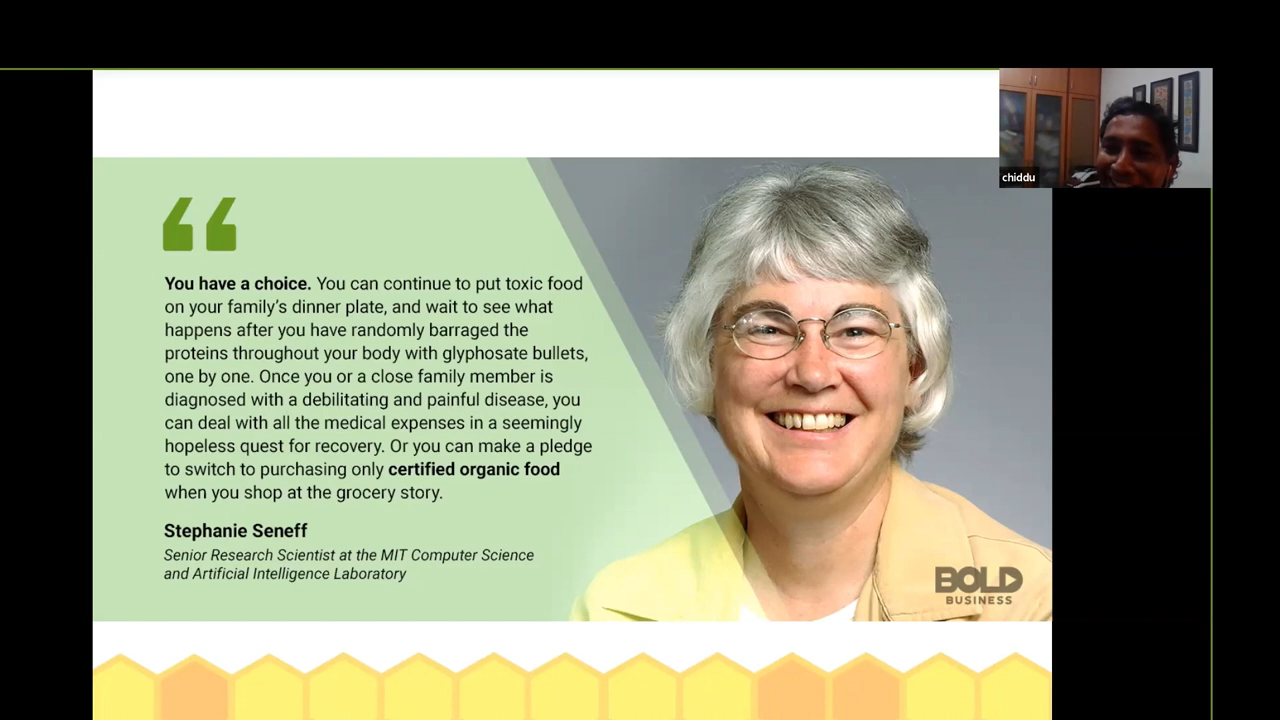 chiddu
You have a choice. You can continue to put toxic food
on your family's dinner plate, and wait to see what
happens after you have randomly barraged the
proteins throughout your body with glyphosate bullets,
one by one. Once you or a close family member is
diagnosed with a debilitating and painful disease, you
can deal with all the medical expenses in a seemingly
hopeless quest for recovery. Or you can make a pledge
to switch to purchasing only certified organic food
when you shop at the grocery story.
Stephanie Seneff
Senior Research Scientist at the MIT Computer Science
and Artificial Intelligence Laboratory
BOLD
BUSINESS